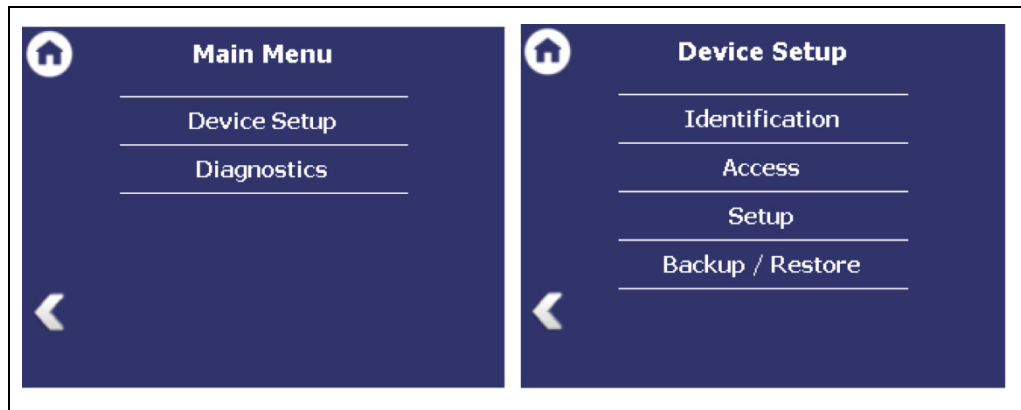 Main Menu
Device Setup
Diagnostics
Device Setup
Identification
Access
Setup
Backup / Restore